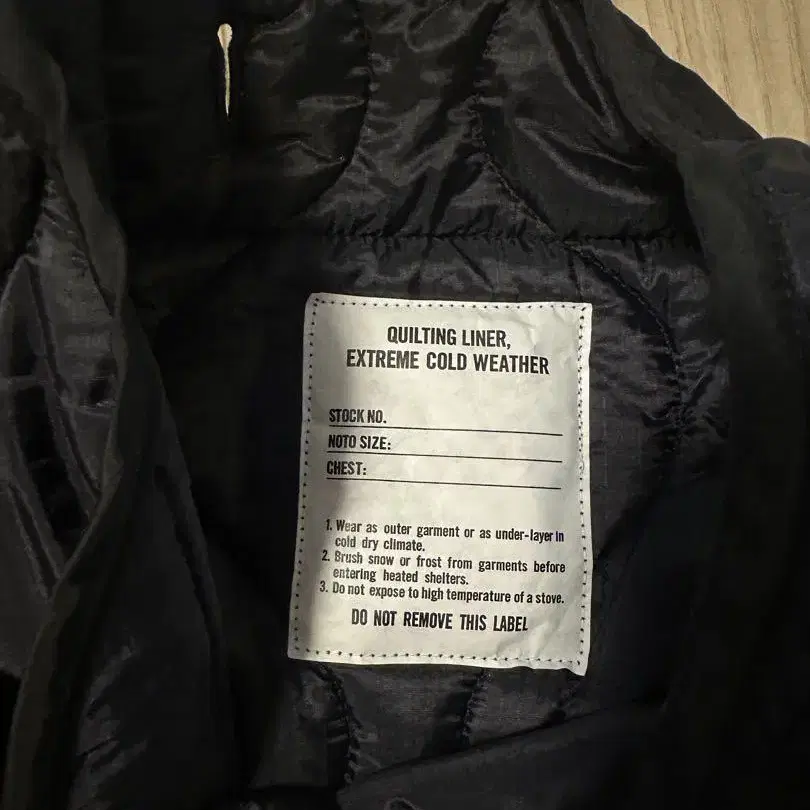 QUILTING LINER,
EXTREME COLD WEATHER
STOCK NO.
NOTO SIZE:
CHEST:
1. Wear as outer garment or as under-layer in
cold dry climate.
2. Brush snow or frost from garments before
entering heated shelters.
3. Do not expose to high temperature of a stove.
DO NOT REMOVE THIS LABEL